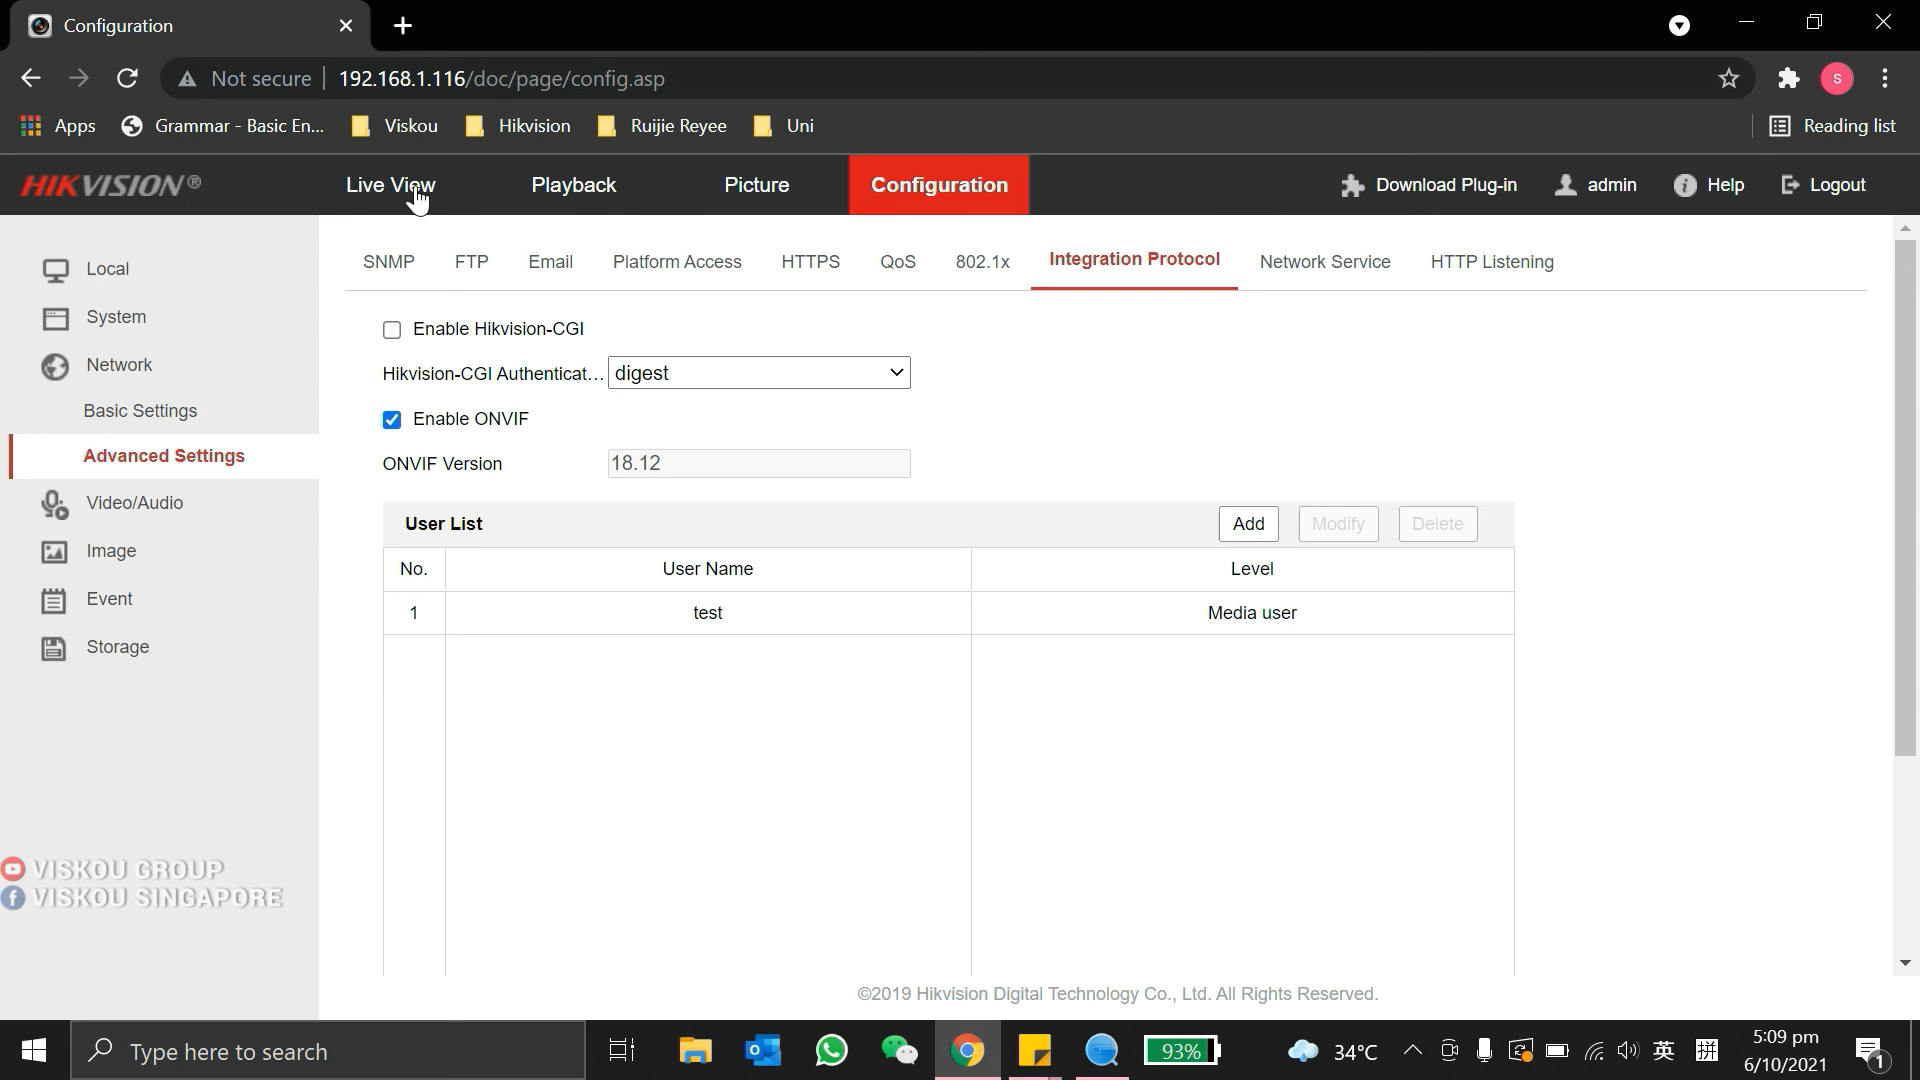 Configuration
Not secure 192.168.1.116/doc/page/config.asp
S
Apps Grammar - Basic En... Viskou Hikvision Ruijie Reyee Uni Reading list
HIKVISION® Live View Playback Picture Configuration Download Plug-in admin Help Logout
SNMP FTP Email Platform Access HTTPS QoS 802.1x Integration Protocol Network Service HTTP Listening
Local
System
Network
Basic Settings
Advanced Settings
Video/Audio
Image
Event
Storage
Enable Hikvision-CGI
Hikvision-CGI Authenticat... digest
Enable ONVIF
ONVIF Version 18.12
User List Add Modify Delete
No. User Name Level
1 test Media user
VISKOU GROUP
VISKOU SINGAPORE
©2019 Hikvision Digital Technology Co., Ltd. All Rights Reserved.
Type here to search 93% 34°C 英 拼 5:09 pm
6/10/2021 1